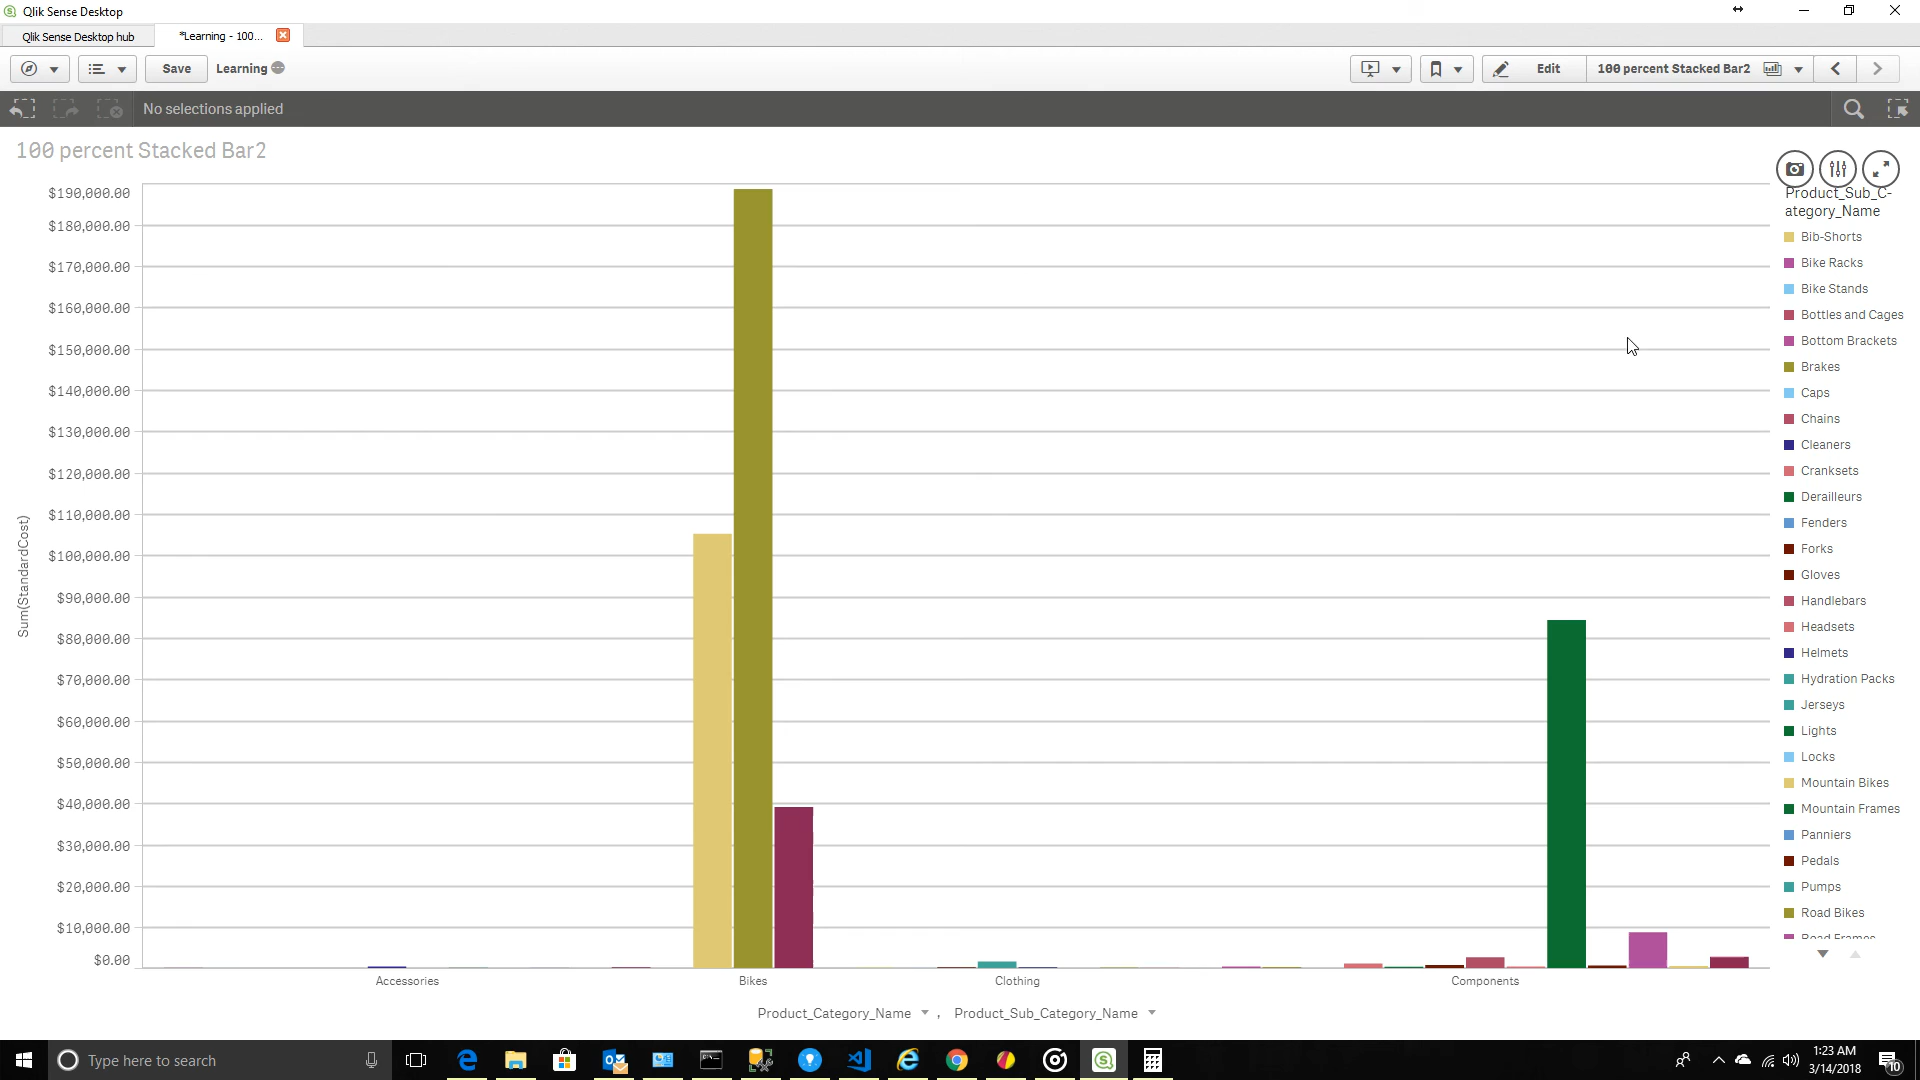 Qlik Sense Desktop
Qlik Sense Desktop hub
*Learning - 100...
Save
Learning
Edit
100 percent Stacked Bar2
No selections applied
100 percent Stacked Bar2
$190,000.00
$180,000.00
$170,000.00
$160,000.00
$150,000.00
$140,000.00
$130,000.00
$120,000.00
$110,000.00
$100,000.00
$90,000.00
$80,000.00
$70,000.00
$60,000.00
$50,000.00
$40,000.00
$30,000.00
$20,000.00
$10,000.00
$0.00
Sum(StandardCost)
Accessories
Bikes
Clothing
Components
Product_Category_Name , Product_Sub_Category_Name
Product_Sub_C-
ategory_Name
Bib-Shorts
Bike Racks
Bike Stands
Bottles and Cages
Bottom Brackets
Brakes
Caps
Chains
Cleaners
Cranksets
Derailleurs
Fenders
Forks
Gloves
Handlebars
Headsets
Helmets
Hydration Packs
Jerseys
Lights
Locks
Mountain Bikes
Mountain Frames
Panniers
Pedals
Pumps
Road Bikes
Road Frames
Type here to search
1:23 AM
3/14/2018
10